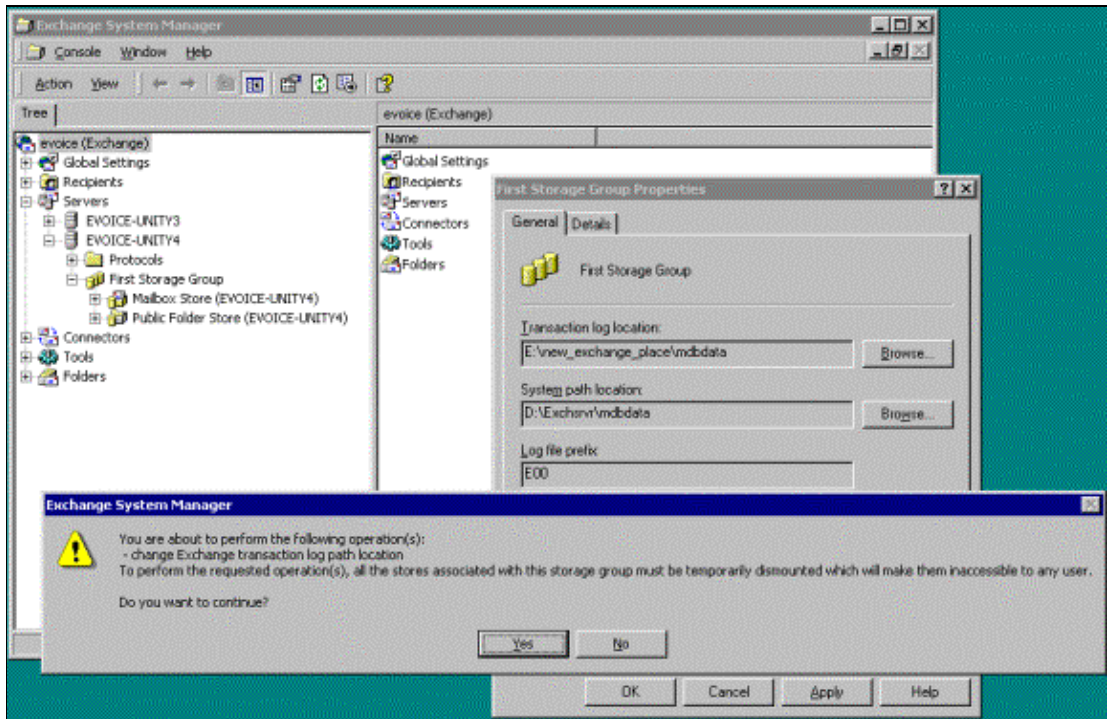 Exchange System Manager
Console Window Help
Action View
Tree
evoice (Exchange)
evoice (Exchange)
Global Settings
Recipients
Servers
EVOICE-UNITY3
EVOICE-UNITY4
Protocols
First Storage Group
Mailbox Store (EVOICE-UNITY4)
Public Folder Store (EVOICE-UNITY4)
Connectors
Tools
Folders
Name
Global Settings
Recipients
Servers
Connectors
Tools
Folders
First Storage Group Properties
General Details
First Storage Group
Transaction log location:
E:\new_exchange_place\mdbdata Browse...
System path location:
D:\Exchsrvr\mdbdata Browse...
Log file prefix
E00
Exchange System Manager
You are about to perform the following operation(s):
- change Exchange transaction log path location
To perform the requested operation(s), all the stores associated with this storage group must be temporarily dismounted which will make them inaccessible to any user.
Do you want to continue?
Yes No
OK Cancel Apply Help